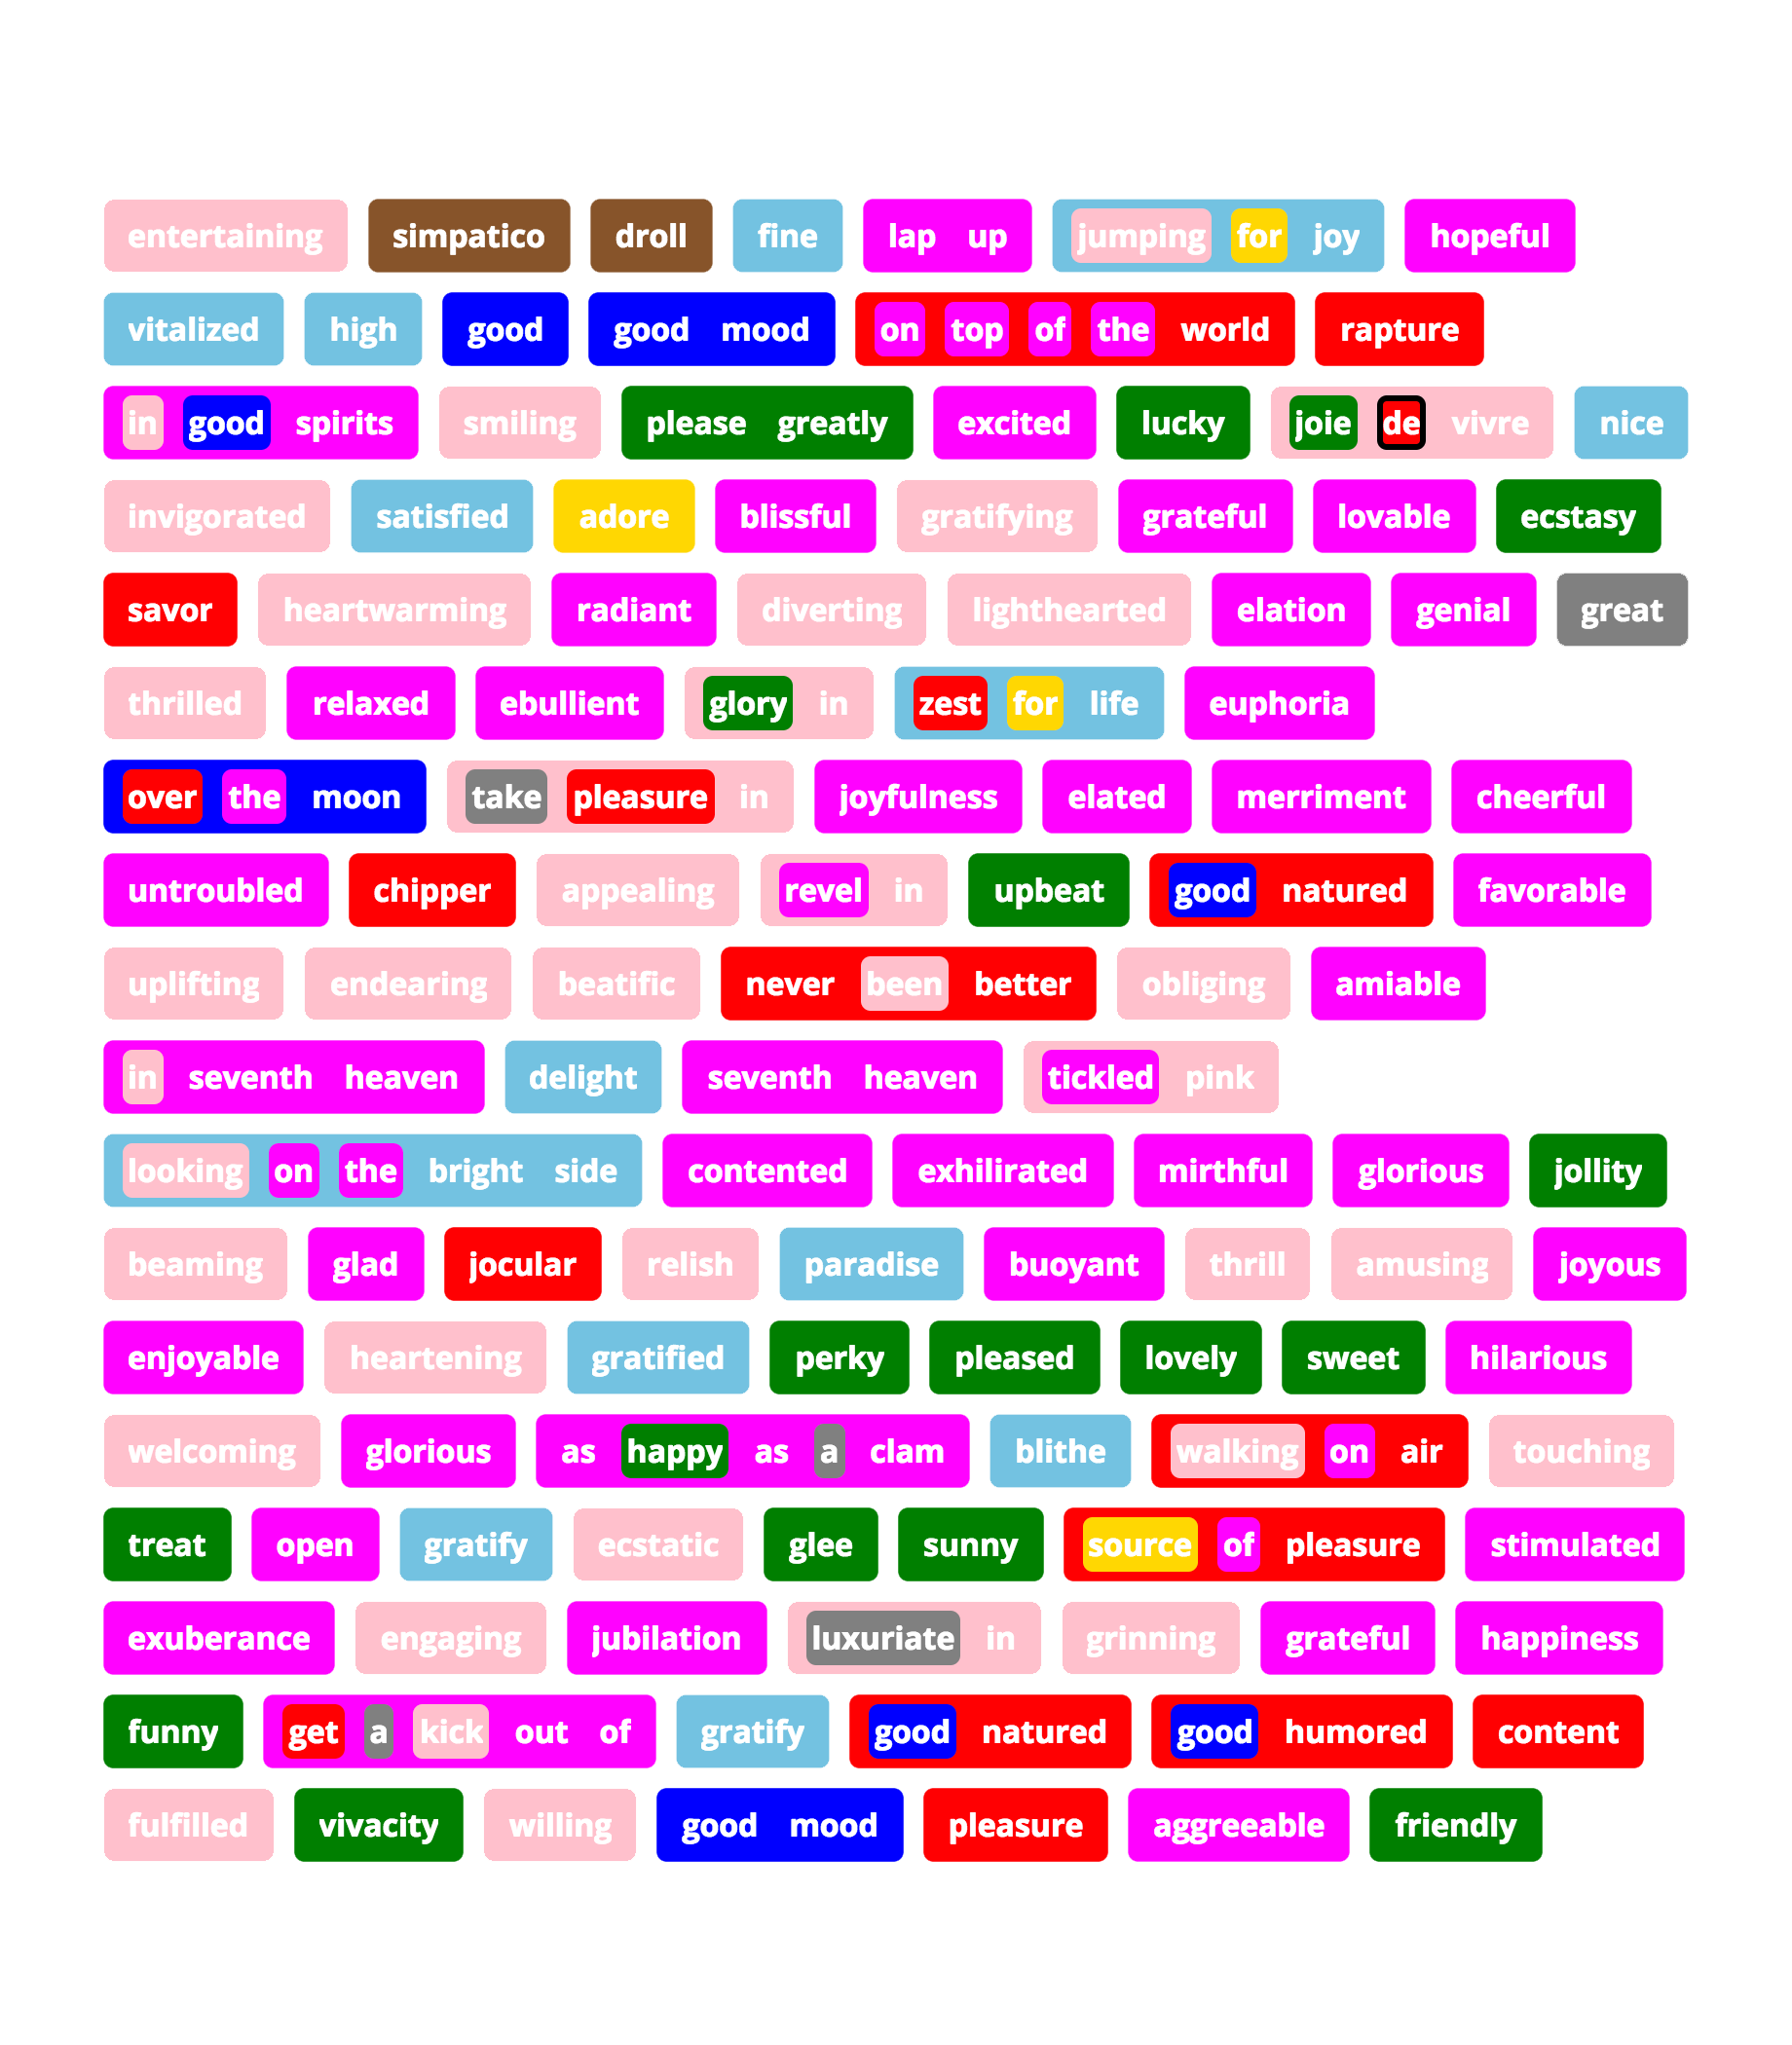 entertaining simpatico droll fine lap up jumping for joy hopeful
vitalized high good good mood on top of the world rapture
in good spirits smiling please greatly excited lucky joie de vivre nice
invigorated satisfied adore blissful gratifying grateful lovable ecstasy
savor heartwarming radiant diverting lighthearted elation genial great
thrilled relaxed ebullient glory in zest for life euphoria
over the moon take pleasure in joyfulness elated merriment cheerful
untroubled chipper appealing revel in upbeat good natured favorable
uplifting endearing beatific never been better obliging amiable
in seventh heaven delight seventh heaven tickled pink
looking on the bright side contented exhilirated mirthful glorious jollity
beaming glad jocular relish paradise buoyant thrill amusing joyous
enjoyable heartening gratified perky pleased lovely sweet hilarious
welcoming glorious as happy as a clam blithe walking on air touching
treat open gratify ecstatic glee sunny source of pleasure stimulated
exuberance engaging jubilation luxuriate in grinning grateful happiness
funny get a kick out of gratify good natured good humored content
fulfilled vivacity willing good mood pleasure aggreeable friendly